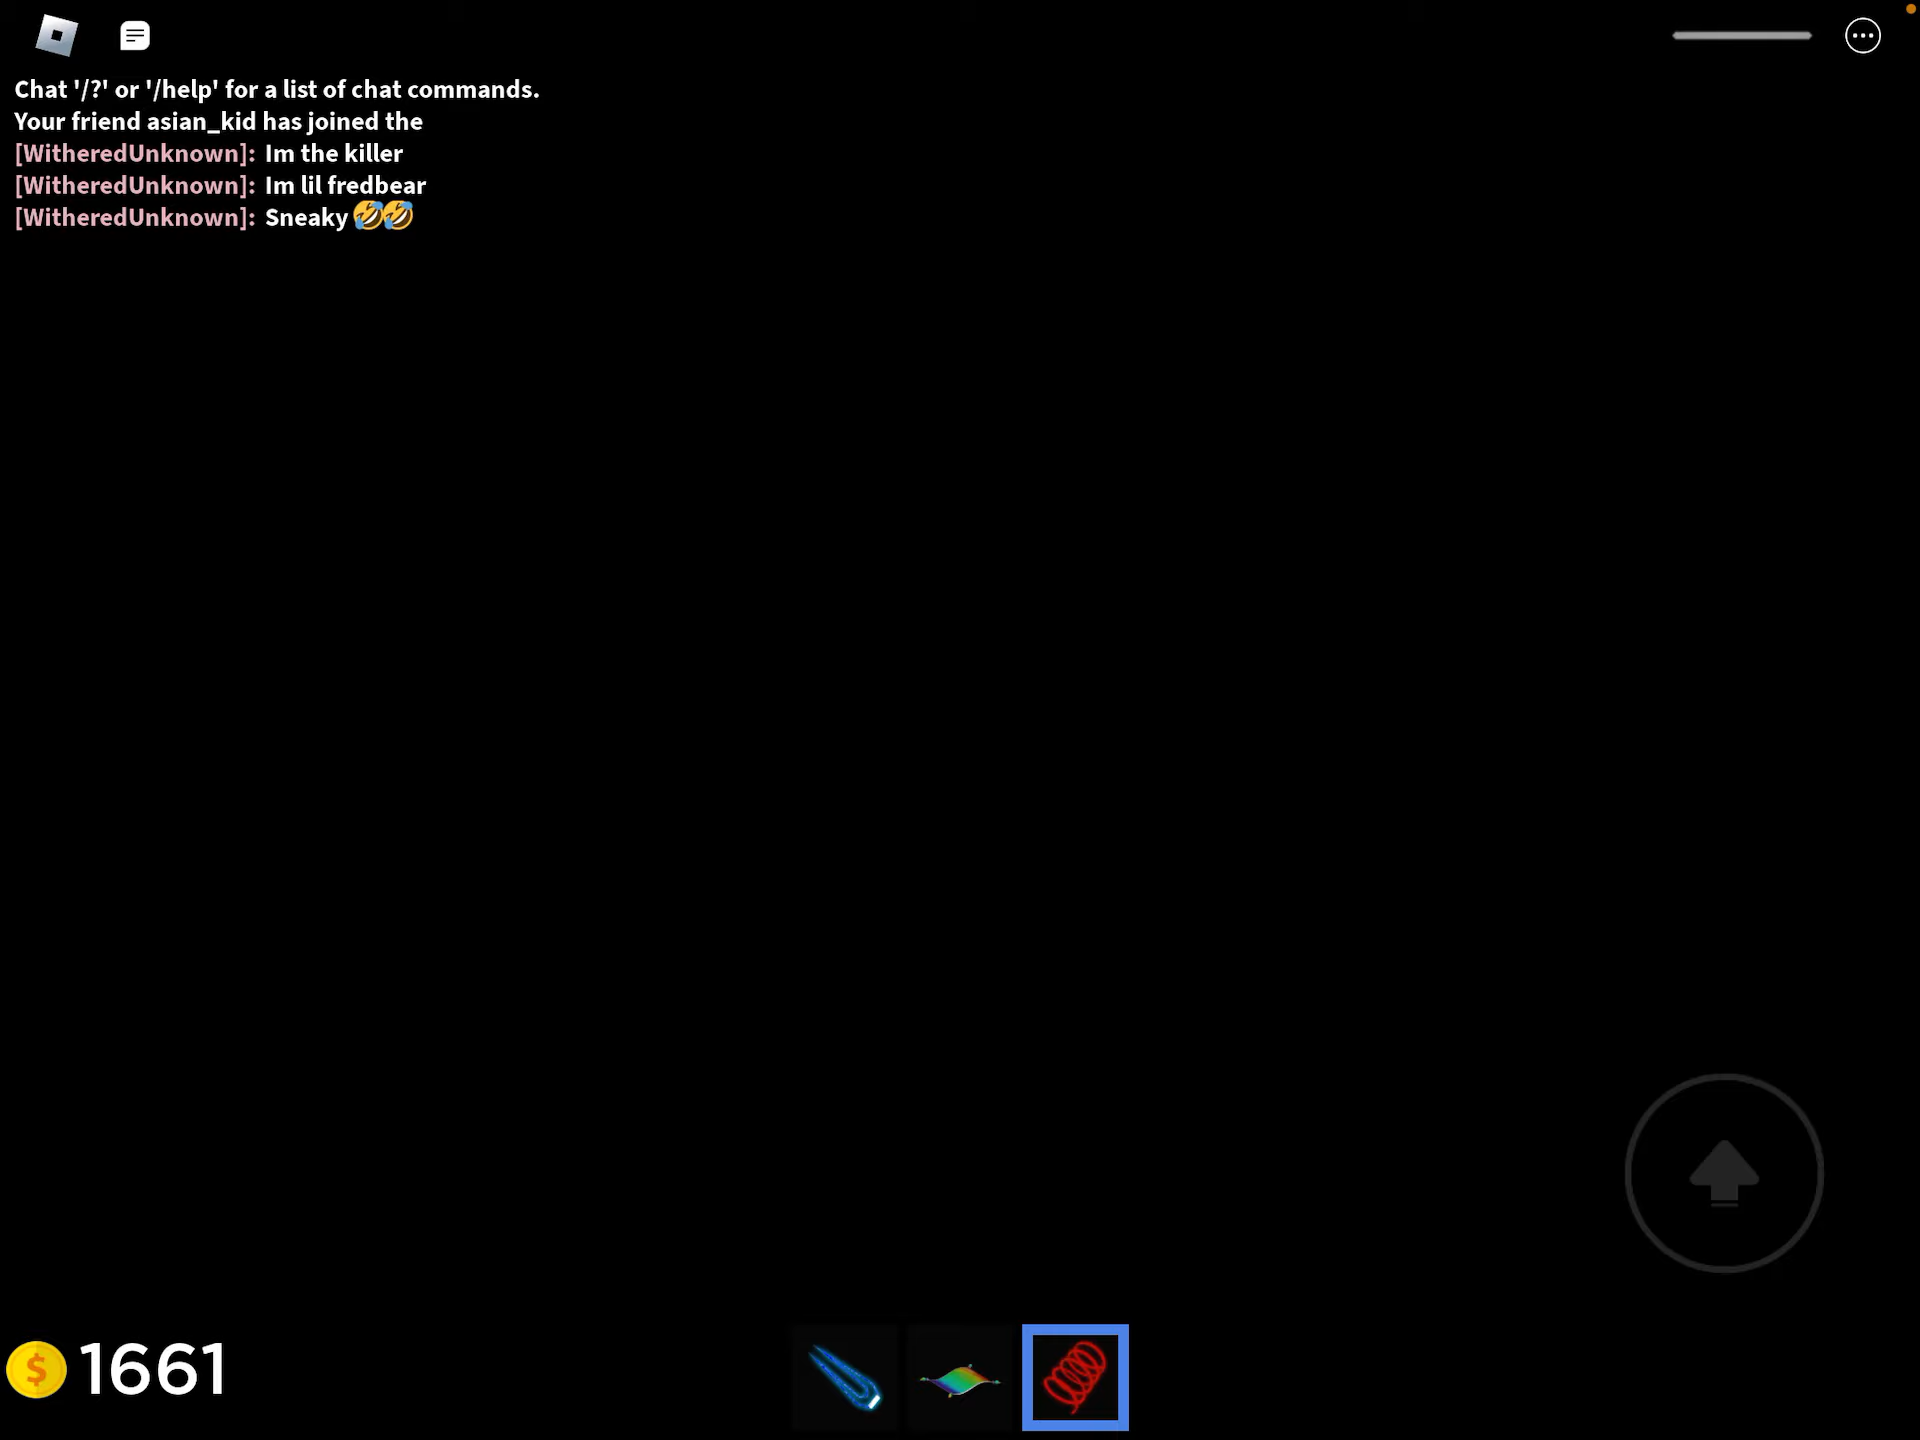 Chat '/?' or '/help' for a list of chat commands.
Your friend asian_kid has joined the
[WitheredUnknown]: Im the killer
[WitheredUnknown]: Im lil fredbear
[WitheredUnknown]: Sneaky 🤣🤣
$ 1661